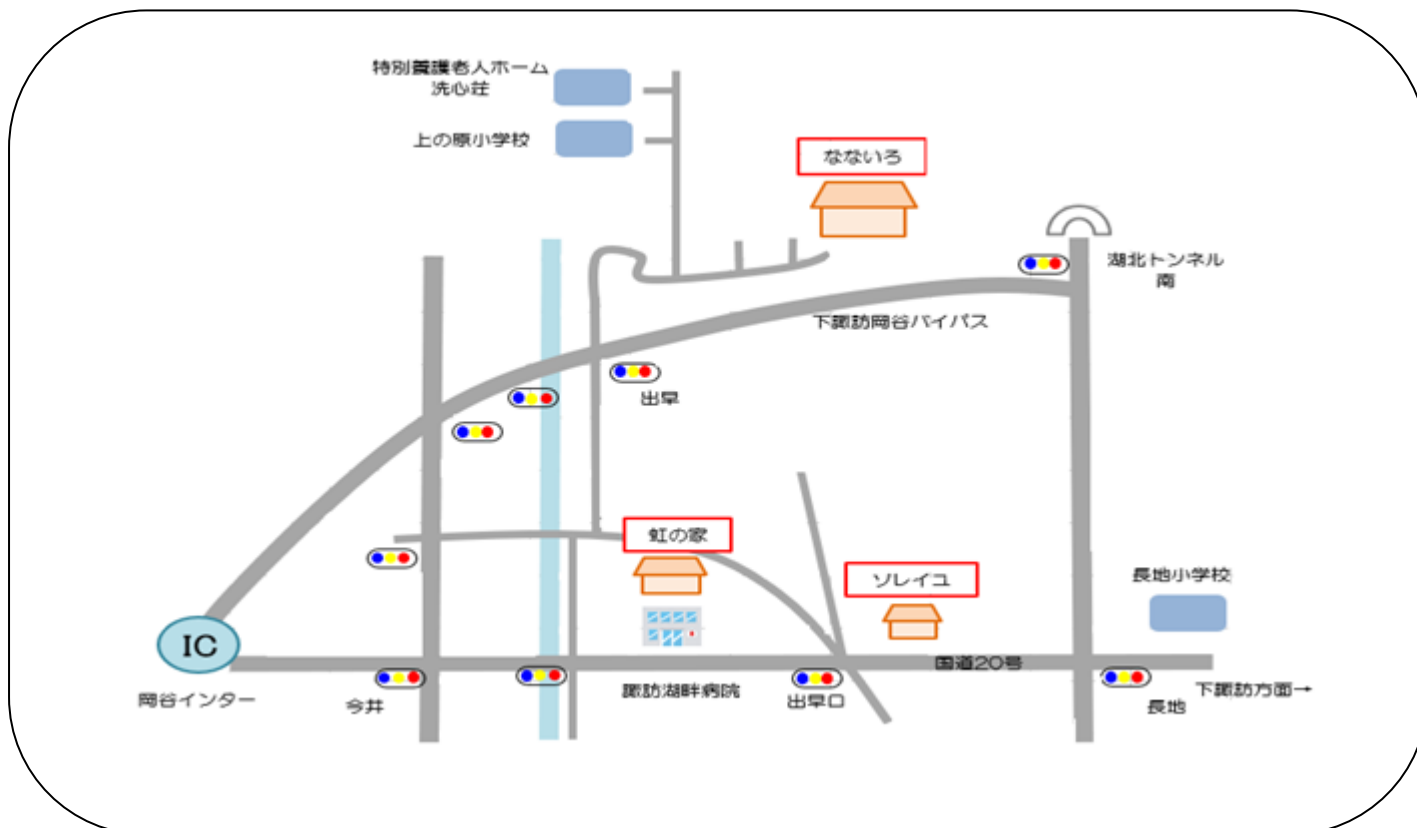 特別養護老人ホーム
洗心荘
上の原小学校
なないろ
湖北トンネル
南
下諏訪岡谷バイパス
出早
虹の家
ソレイユ
長地小学校
IC
国道20号
岡谷インター
今井
諏訪湖畔病院
出早口
長地
下諏訪方面→